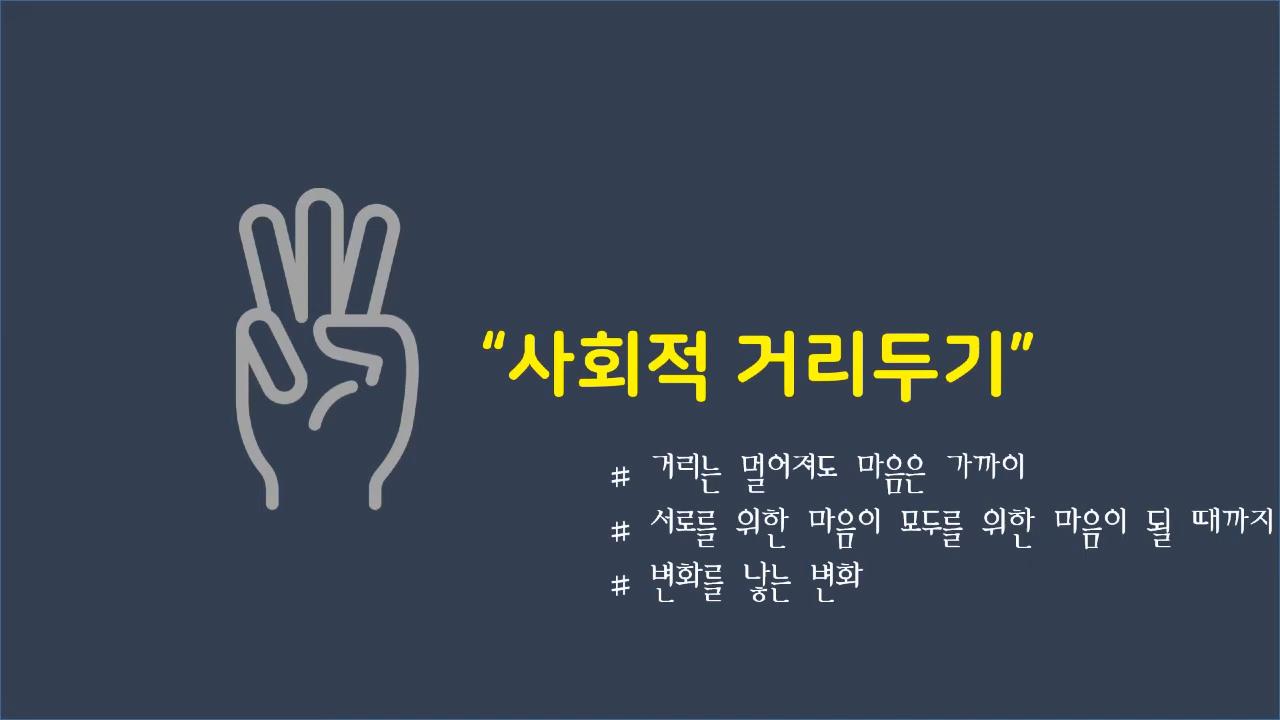 “사회적 거리두기”
# 거리는 멀어져도 마음은 가까이
# 서로를 위한 마음이 모두를 위한 마음이 될 때까지
# 변화를 낳는 변화